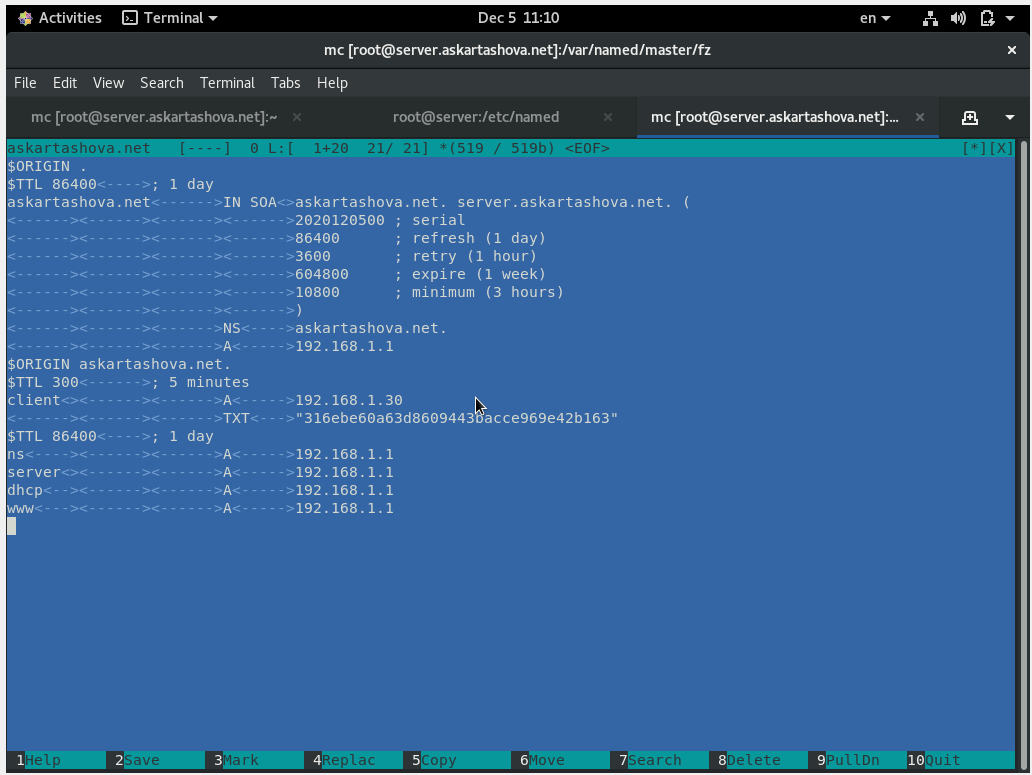 Activities Terminal Dec 5 11:10 en
mc [root@server.askartashova.net]:/var/named/master/fz ×
File Edit View Search Terminal Tabs Help
mc [root@server.askartashova.net]:~ × root@server:/etc/named × mc [root@server.askartashova.net]:... ×
askartashova.net [----] 0 L:[ 1+20 21/ 21] *(519 / 519b) <EOF> [*][X]
$ORIGIN .
$TTL 86400<---->; 1 day
askartashova.net<------>IN SOA<>askartashova.net. server.askartashova.net. (
<------><------><------><------>2020120500 ; serial
<------><------><------><------>86400      ; refresh (1 day)
<------><------><------><------>3600       ; retry (1 hour)
<------><------><------><------>604800     ; expire (1 week)
<------><------><------><------>10800      ; minimum (3 hours)
<------><------><------><------>)
<------><------><------>NS<---->askartashova.net.
<------><------><------>A<----->192.168.1.1
$ORIGIN askartashova.net.
$TTL 300<------>; 5 minutes
client<><------><------>A<----->192.168.1.30
<------><------><------>TXT<--->"316ebe60a63d8609443bacce969e42b163"
$TTL 86400<---->; 1 day
ns<----><------><------>A<----->192.168.1.1
server<><------><------>A<----->192.168.1.1
dhcp<--><------><------>A<----->192.168.1.1
www<---><------><------>A<----->192.168.1.1
1Help 2Save 3Mark 4Replac 5Copy 6Move 7Search 8Delete 9PullDn 10Quit